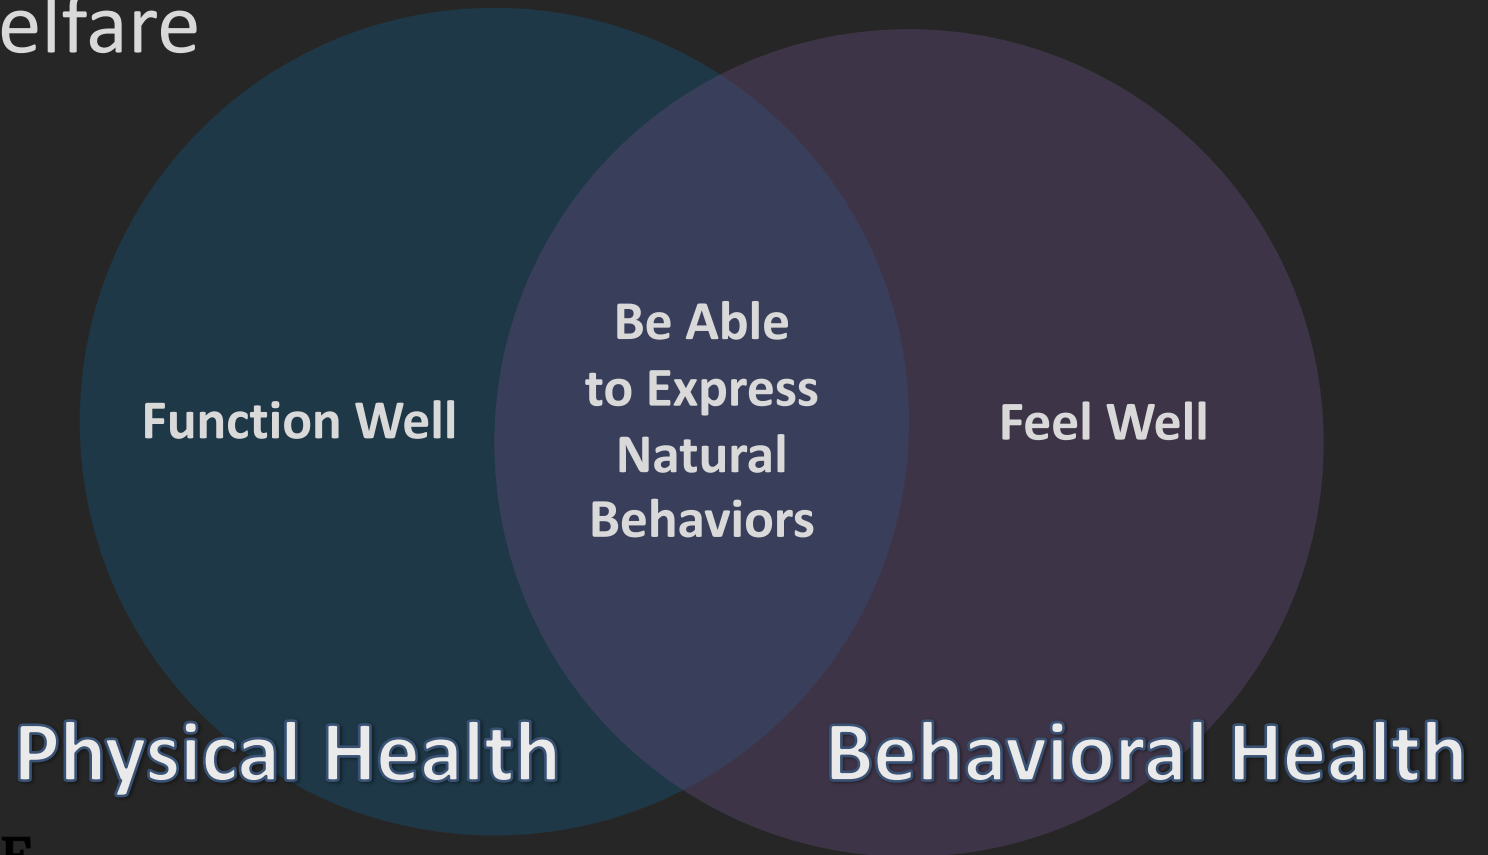 elfare
Be Able
to Express
Natural
Behaviors
Function Well
Feel Well
Physical Health
Behavioral Health